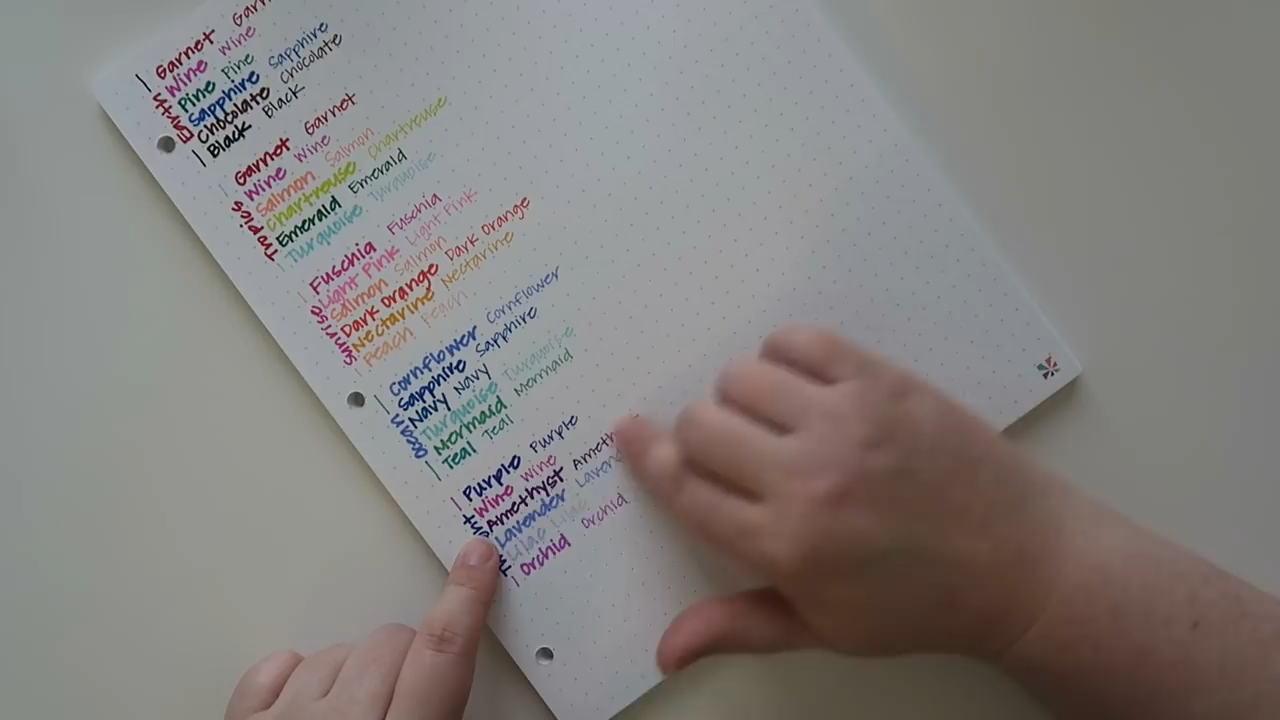 Garnet
Wine Wine
Pine Pine
Sapphire Sapphire
Chocolate Chocolate
Black Black
Tropical
Garnet Garnet
Wine Wine
Salmon Salmon
Chartreuse Chartreuse
Emerald Emerald
Turquoise Turquoise
Sunrise
Fuschia Fuschia
Light Pink Light Pink
Salmon Salmon
Dark Orange Dark Orange
Nectarine Nectarine
Peach Peach
Ocean
Cornflower Cornflower
Sapphire Sapphire
Navy Navy
Turquoise Turquoise
Mermaid Mermaid
Teal Teal
Purple Purple
Wine Wine
Amethyst
Lavender
Lilac Lilac
Orchid Orchid